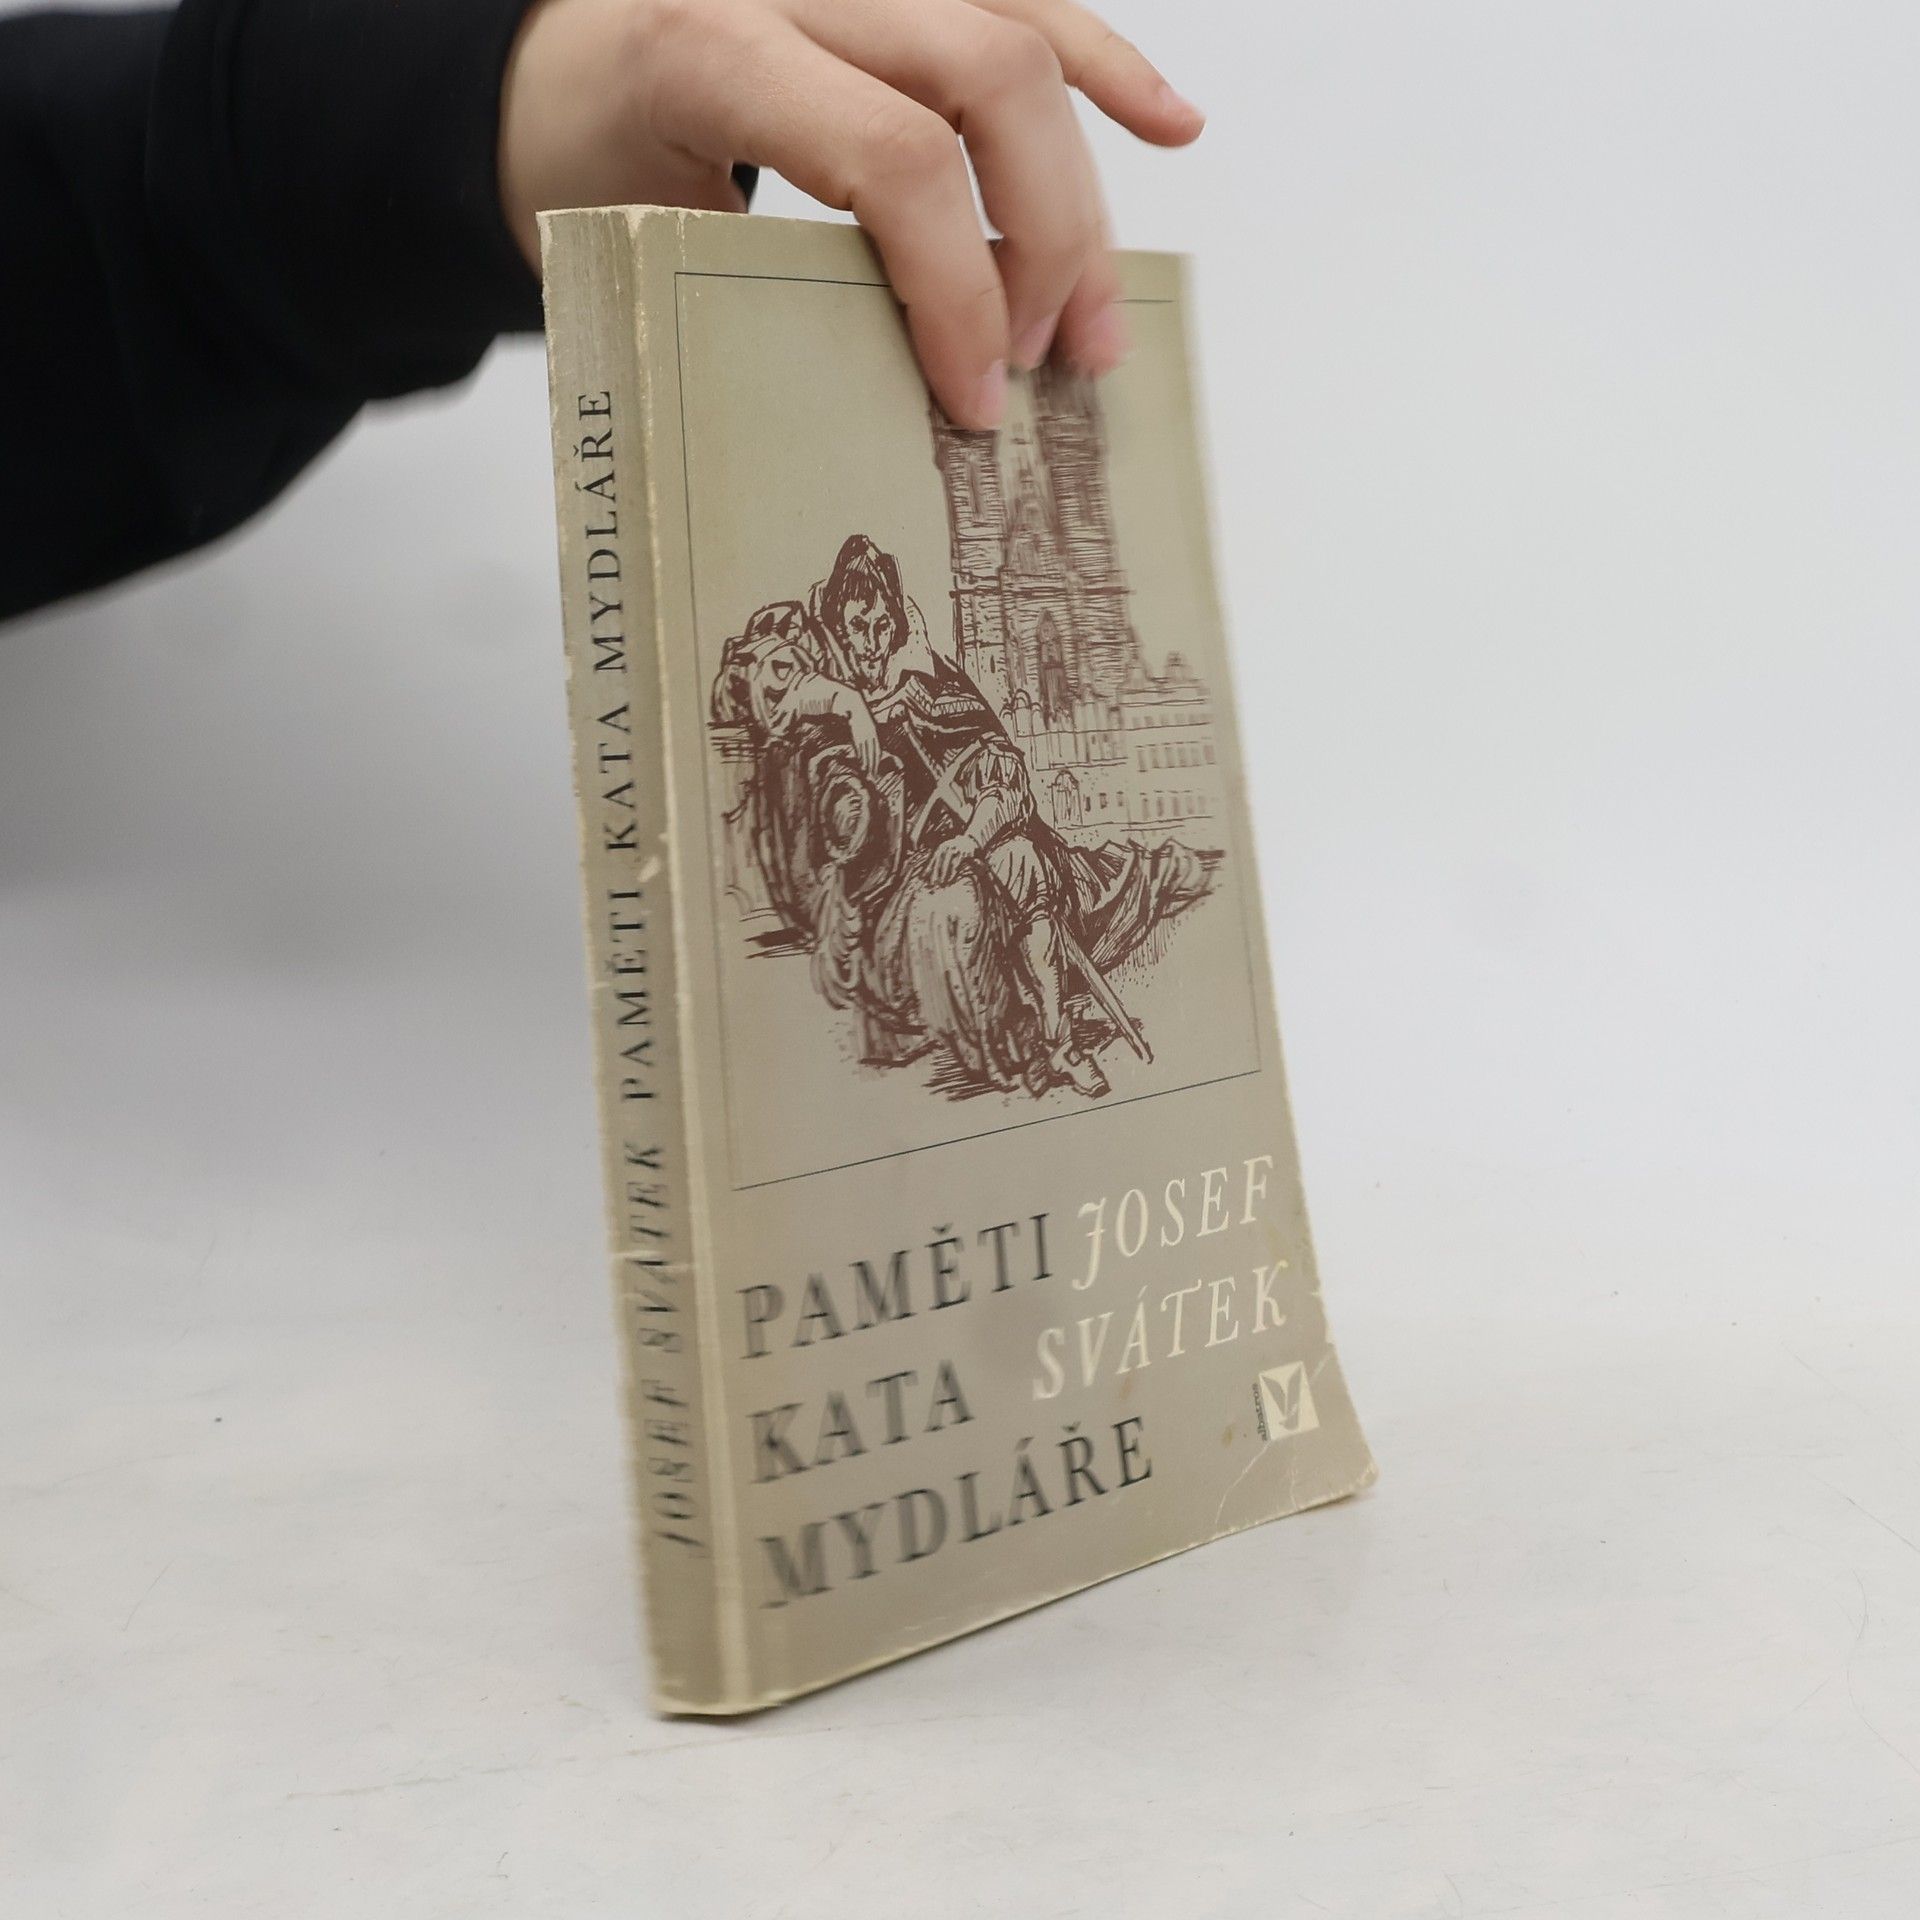 JOSEF SVÁTEK PAMĚTI KATA MYDLÁŘE
PAMĚTI JOSEF
KATA SVÁTEK
MYDLÁŘE
albatros